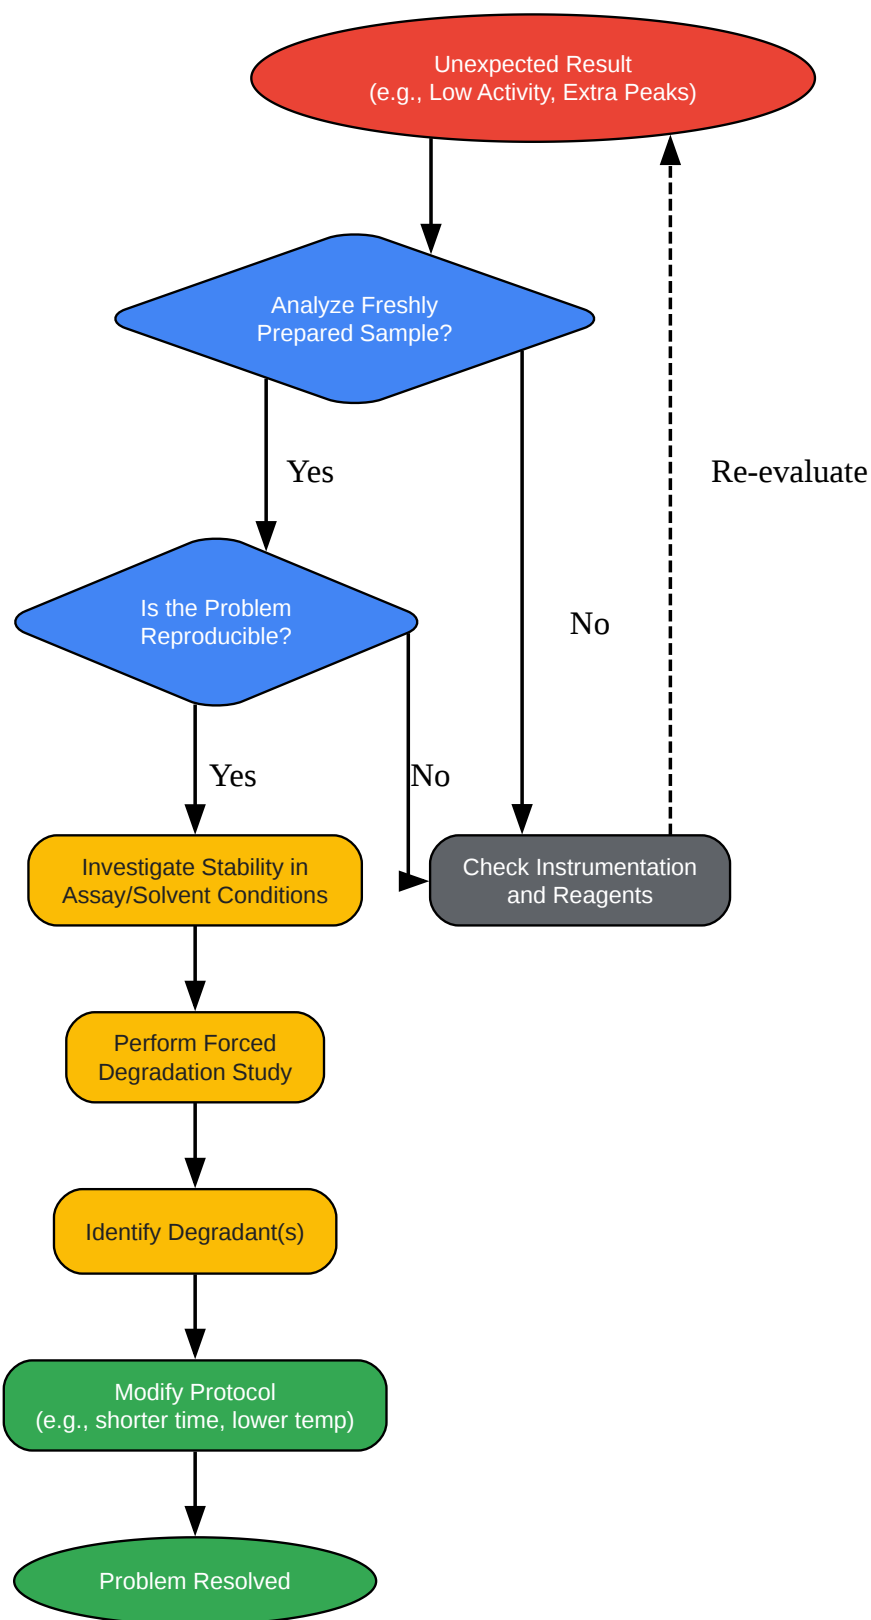 Unexpected Result
(e.g., Low Activity, Extra Peaks)
Analyze Freshly
Prepared Sample?
Yes
Re-evaluate
Is the Problem
Reproducible?
No
Yes
No
Investigate Stability in
Assay/Solvent Conditions
Check Instrumentation
and Reagents
Perform Forced
Degradation Study
Identify Degradant(s)
Modify Protocol
(e.g., shorter time, lower temp)
Problem Resolved